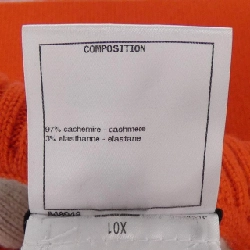 COMPOSITION
97% cachemire - cashmere
3% elasthanne - elastane
10X